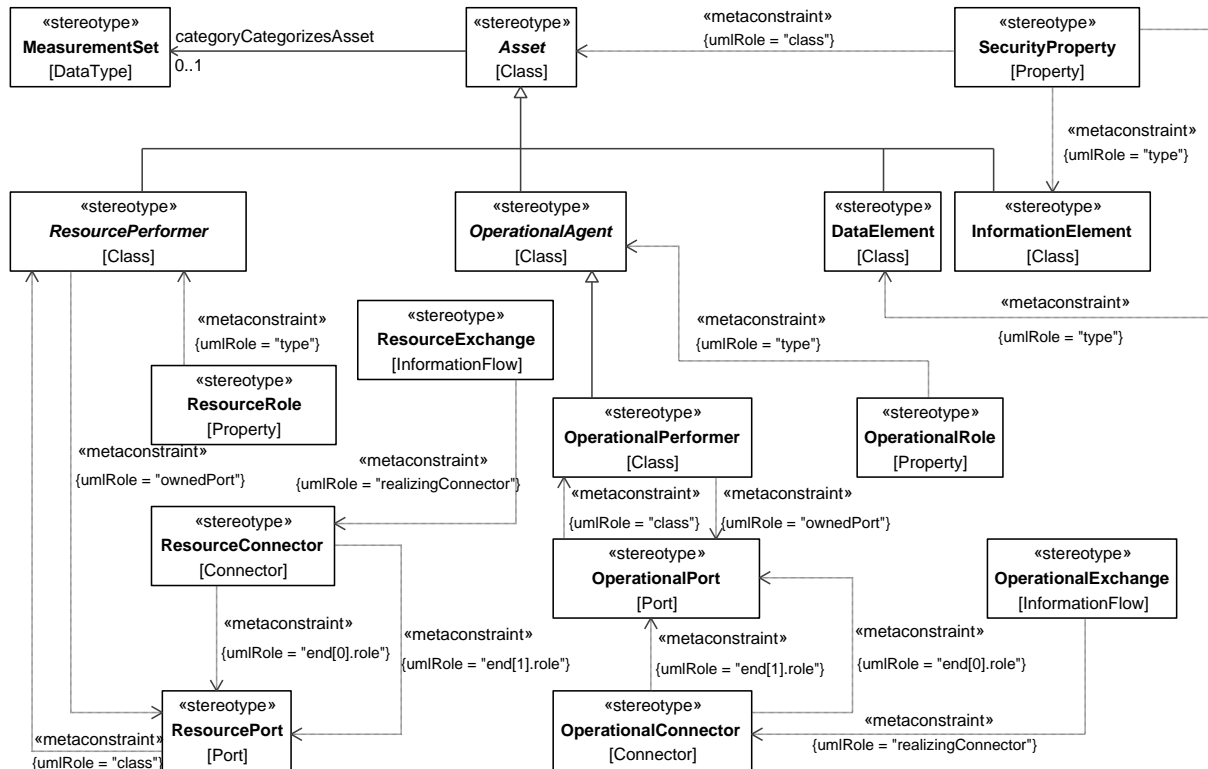 «stereotype»
MeasurementSet
[DataType]
categoryCategorizesAsset
0..1
«stereotype»
Asset
[Class]
«metaconstraint»
{umlRole = "class"}
«stereotype»
SecurityProperty
[Property]
«metaconstraint»
{umlRole = "type"}
«stereotype»
ResourcePerformer
[Class]
«stereotype»
OperationalAgent
[Class]
«stereotype»
DataElement
[Class]
«stereotype»
InformationElement
[Class]
«metaconstraint»
{umlRole = "type"}
«stereotype»
ResourceExchange
[InformationFlow]
«metaconstraint»
{umlRole = "type"}
«metaconstraint»
{umlRole = "type"}
«stereotype»
ResourceRole
[Property]
«stereotype»
OperationalPerformer
[Class]
«stereotype»
OperationalRole
[Property]
«metaconstraint»
{umlRole = "ownedPort"}
«metaconstraint»
{umlRole = "realizingConnector"}
«metaconstraint»
{umlRole = "class"}
«metaconstraint»
{umlRole = "ownedPort"}
«stereotype»
ResourceConnector
[Connector]
«stereotype»
OperationalPort
[Port]
«stereotype»
OperationalExchange
[InformationFlow]
«metaconstraint»
{umlRole = "end[0].role"}
«metaconstraint»
{umlRole = "end[1].role"}
«metaconstraint»
{umlRole = "end[1].role"}
«metaconstraint»
{umlRole = "end[0].role"}
«stereotype»
ResourcePort
[Port]
«stereotype»
OperationalConnector
[Connector]
«metaconstraint»
{umlRole = "class"}
«metaconstraint»
{umlRole = "realizingConnector"}